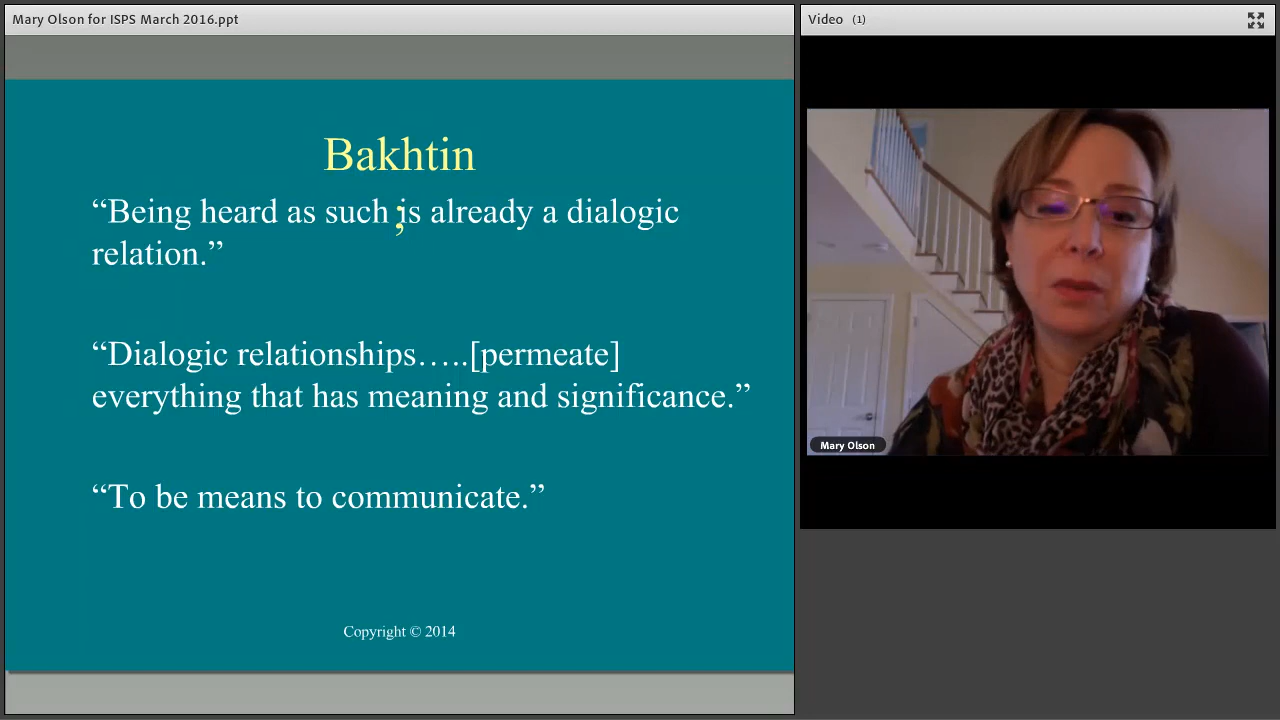 Mary Olson for ISPS March 2016.ppt
Video (1)
Bakhtin
;
“Being heard as such is already a dialogic
relation.”
“Dialogic relationships…..[permeate]
everything that has meaning and significance.”
“To be means to communicate.”
Copyright © 2014
Mary Olson